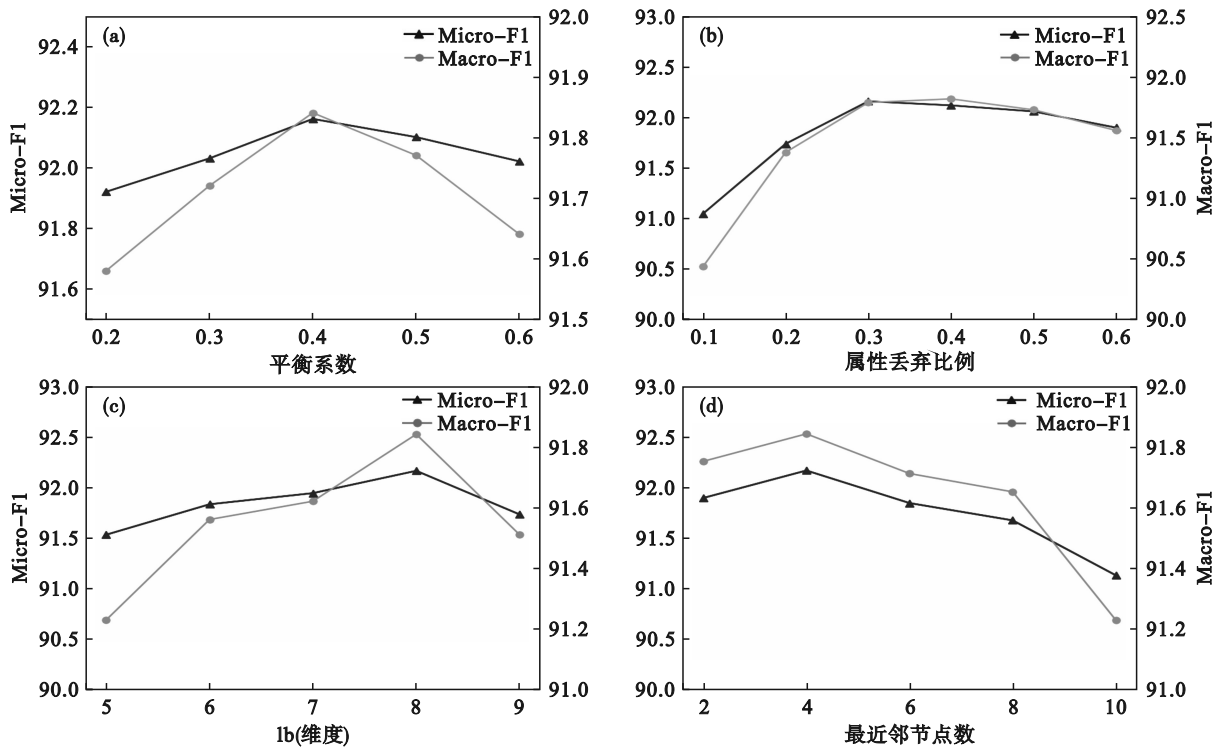 (a)
Micro-F1
Macro-F1
92.4
92.2
92.0
91.8
91.6
92.0
91.9
91.8
91.7
91.6
91.5
0.2 0.3 0.4 0.5 0.6
平衡系数
Micro-F1
(b)
Micro-F1
Macro-F1
93.0
92.5
92.0
91.5
91.0
90.5
90.0
92.5
92.0
91.5
91.0
90.5
90.0
0.1 0.2 0.3 0.4 0.5 0.6
属性丢弃比例
Macro-F1
(c)
Micro-F1
Macro-F1
93.0
92.5
92.0
91.5
91.0
90.5
90.0
92.0
91.8
91.6
91.4
91.2
91.0
5 6 7 8 9
lb(维度)
Micro-F1
(d)
Micro-F1
Macro-F1
93.0
92.5
92.0
91.5
91.0
90.5
90.0
92.0
91.8
91.6
91.4
91.2
91.0
2 4 6 8 10
最近邻节点数
Macro-F1